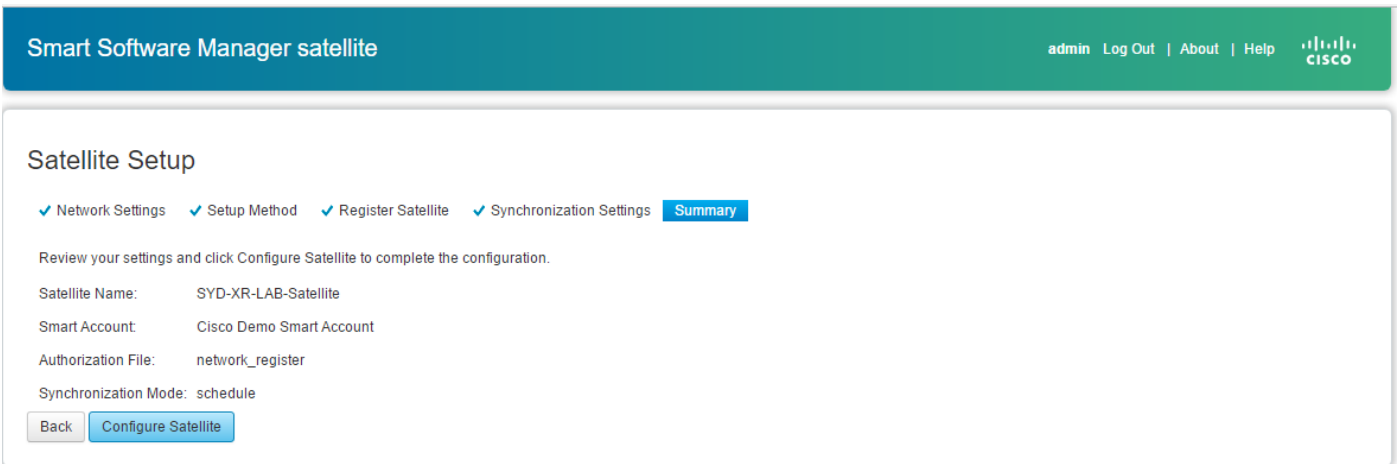 Smart Software Manager satellite
admin Log Out | About | Help
CISCO
Satellite Setup
Network Settings Setup Method Register Satellite Synchronization Settings Summary
Review your settings and click Configure Satellite to complete the configuration.
Satellite Name: SYD-XR-LAB-Satellite
Smart Account: Cisco Demo Smart Account
Authorization File: network_register
Synchronization Mode: schedule
Back Configure Satellite